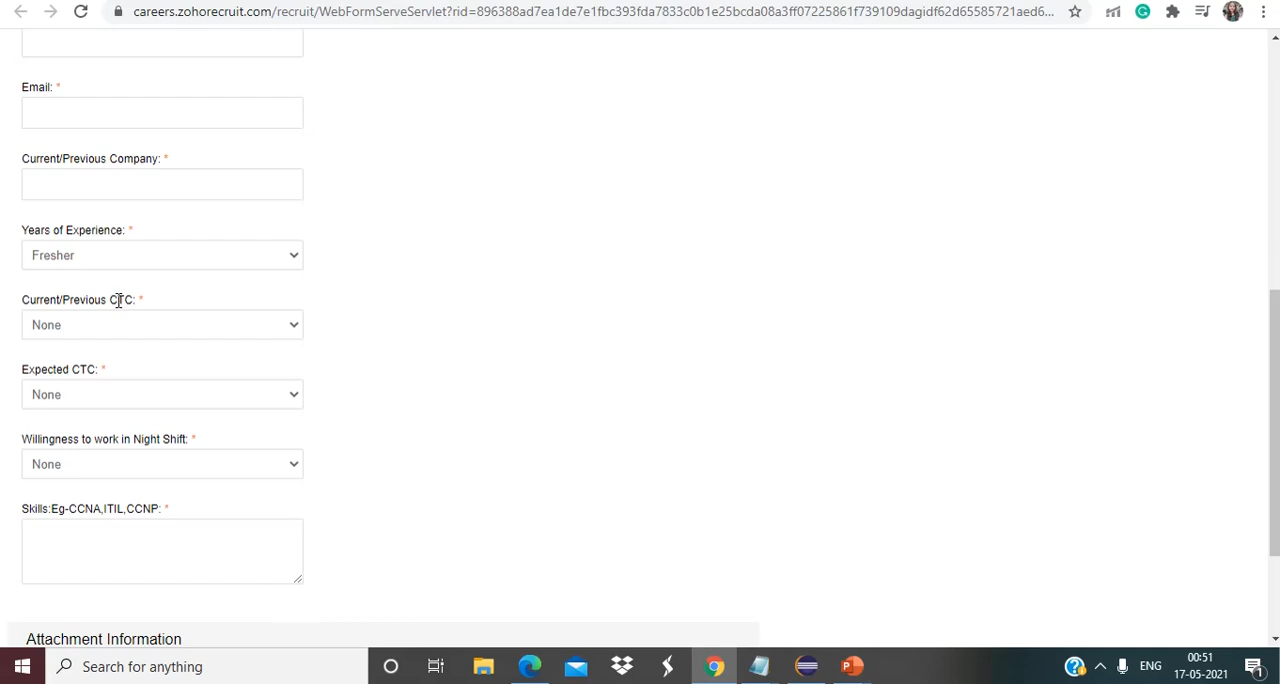 careers.zohorecruit.com/recruit/WebFormServeServlet?rid=896388ad7ea1de7e1fbc393fda7833c0b1e25bcda08a3ff07225861f739109dagidf62d65585721aed6...
Email: *
Current/Previous Company: *
Years of Experience: *
Fresher
Current/Previous CTC: *
None
Expected CTC: *
None
Willingness to work in Night Shift: *
None
Skills:Eg-CCNA,ITIL,CCNP: *
Attachment Information
Search for anything
ENG
00:51
17-05-2021
1